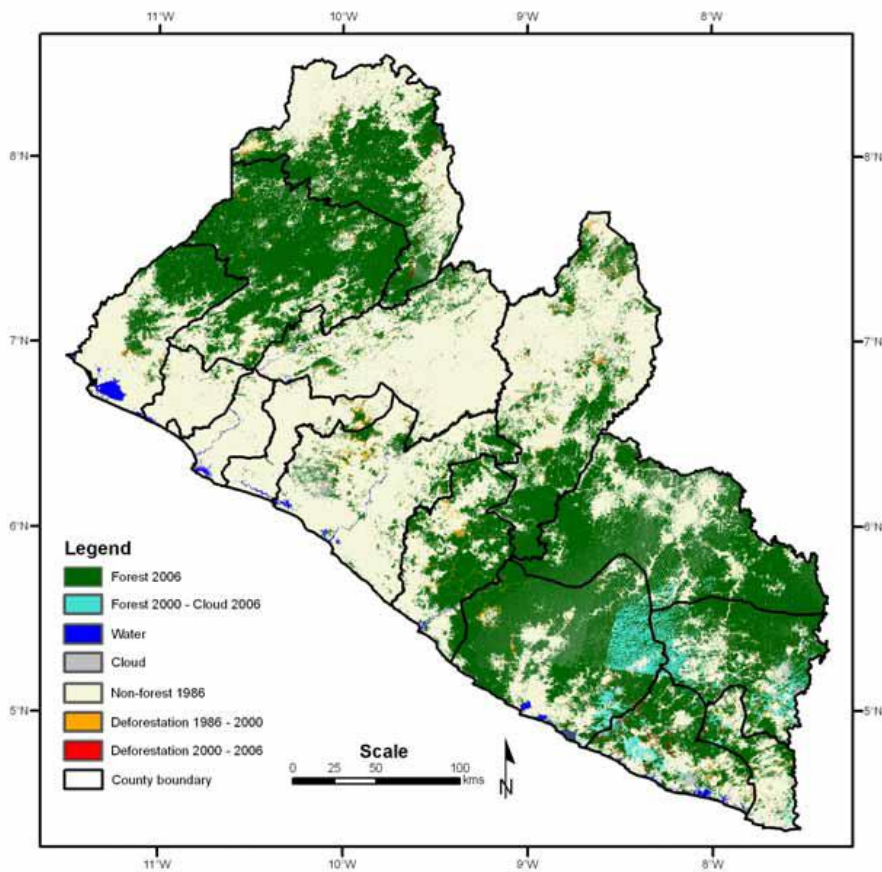 11°W 10°W 9°W 8°W
8°N 8°N
7°N 7°N
6°N 6°N
5°N 5°N
Legend
Forest 2006
Forest 2000 - Cloud 2006
Water
Cloud
Non-forest 1986
Deforestation 1986 - 2000
Deforestation 2000 - 2006
County boundary
Scale
0 25 50 100
kms
N
11°W 10°W 9°W 8°W